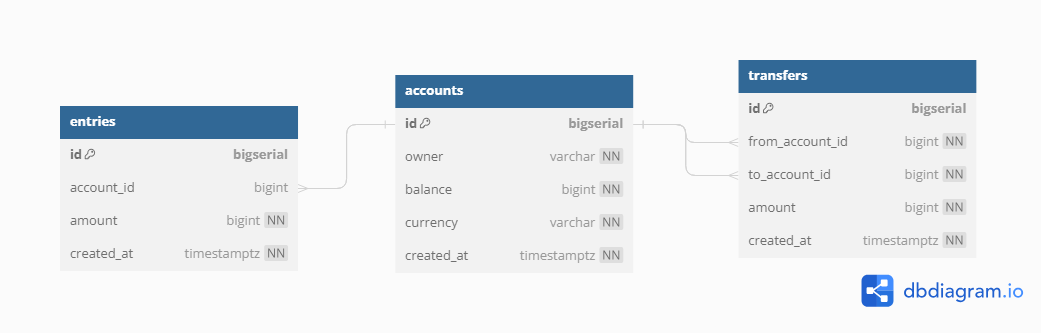 entries
id bigserial
account_id bigint
amount bigint NN
created_at timestamptz NN
accounts
id bigserial
owner varchar NN
balance bigint NN
currency varchar NN
created_at timestamptz NN
transfers
id bigserial
from_account_id bigint NN
to_account_id bigint NN
amount bigint NN
created_at timestamptz NN
dbdiagram.io